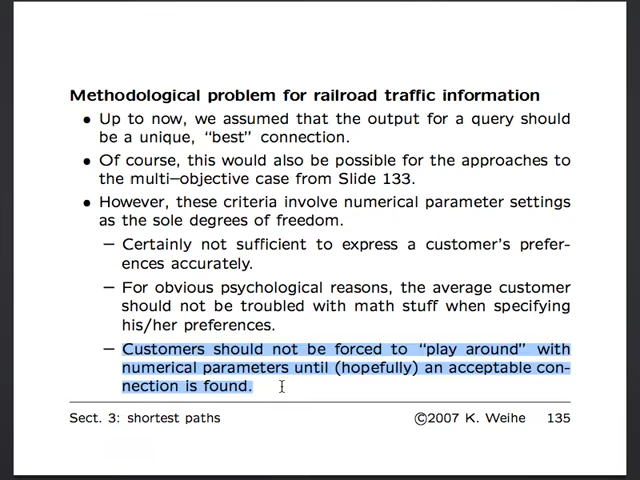 Methodological problem for railroad traffic information
● Up to now, we assumed that the output for a query should
be a unique, “best” connection.
● Of course, this would also be possible for the approaches to
the multi–objective case from Slide 133.
● However, these criteria involve numerical parameter settings
as the sole degrees of freedom.
– Certainly not sufficient to express a customer’s prefer-
ences accurately.
– For obvious psychological reasons, the average customer
should not be troubled with math stuff when specifying
his/her preferences.
– Customers should not be forced to “play around” with
numerical parameters until (hopefully) an acceptable con-
nection is found.
Sect. 3: shortest paths ©2007 K. Weihe 135